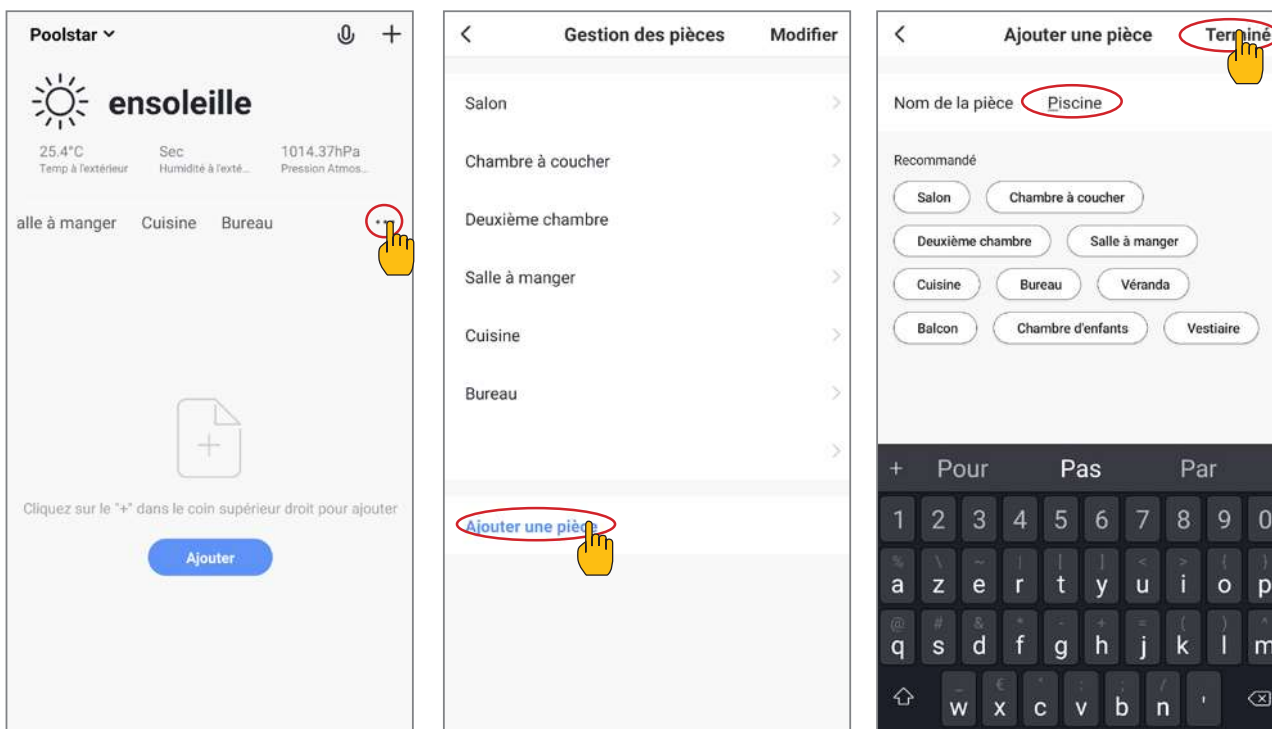 Poolstar
ensoleille
25.4°C Sec 1014.37hPa
Temp à l'extérieur Humidité à l'exté... Pression Atmos...
alle à manger Cuisine Bureau ...
Cliquez sur le "+" dans le coin supérieur droit pour ajouter
Ajouter
Gestion des pièces Modifier
Salon
Chambre à coucher
Deuxième chambre
Salle à manger
Cuisine
Bureau
Ajouter une pièce
Ajouter une pièce Terminé
Nom de la pièce Piscine
Recommandé
Salon Chambre à coucher
Deuxième chambre Salle à manger
Cuisine Bureau Véranda
Balcon Chambre d'enfants Vestiaire
+ Pour Pas Par
1 2 3 4 5 6 7 8 9 0
% \ ~ | [ ] < > { }
a z e r t y u i o p
@ # & * - + = ( ) ^
q s d f g h j k l m
_ € " : ; /
w x c v b n '